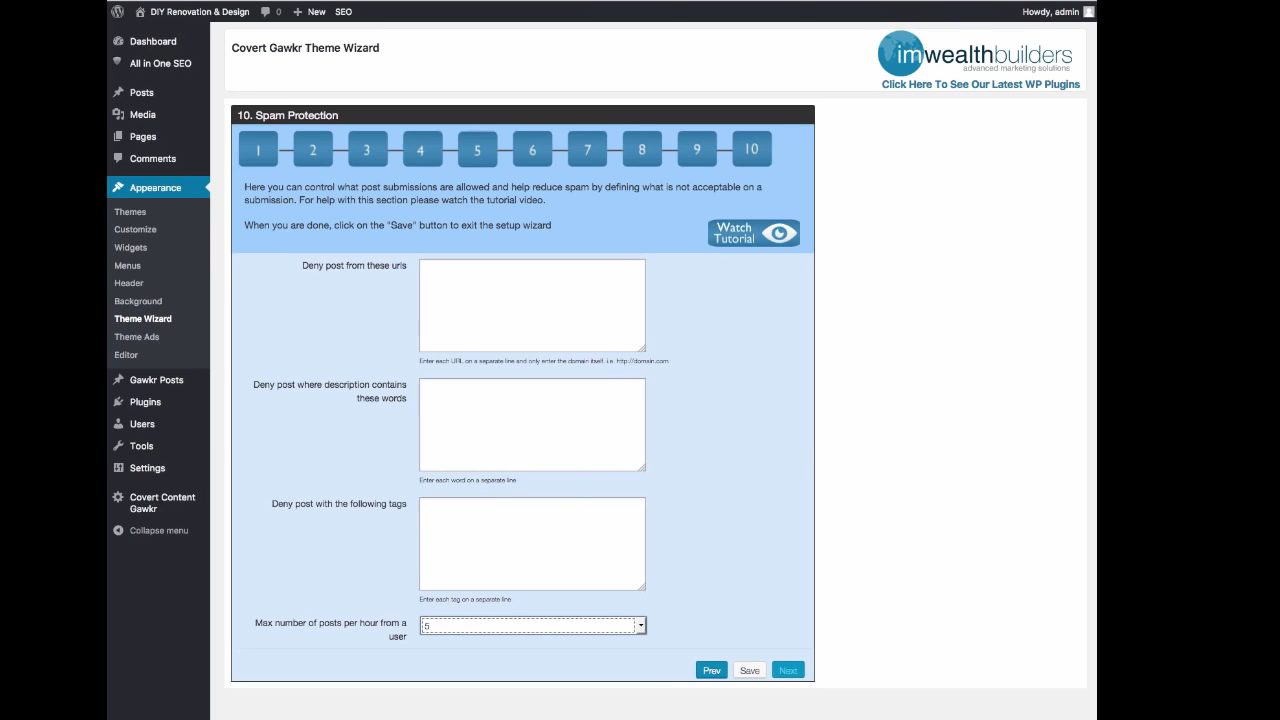 DIY Renovation & Design 0 New SEO Howdy, admin
Dashboard
All in One SEO
Posts
Media
Pages
Comments
Appearance
Themes
Customize
Widgets
Menus
Header
Background
Theme Wizard
Theme Ads
Editor
Gawkr Posts
Plugins
Users
Tools
Settings
Covert Content
Gawkr
Collapse menu
Covert Gawkr Theme Wizard
imwealthbuilders
advanced marketing solutions
Click Here To See Our Latest WP Plugins
10. Spam Protection
1 2 3 4 5 6 7 8 9 10
Here you can control what post submissions are allowed and help reduce spam by defining what is not acceptable on a
submission. For help with this section please watch the tutorial video.
When you are done, click on the "Save" button to exit the setup wizard
Watch
Tutorial
Deny post from these urls
Enter each URL on a separate line and only enter the domain itself. i.e. http://domain.com
Deny post where description contains
these words
Enter each word on a separate line
Deny post with the following tags
Enter each tag on a separate line
Max number of posts per hour from a
user
5
Prev Save Next